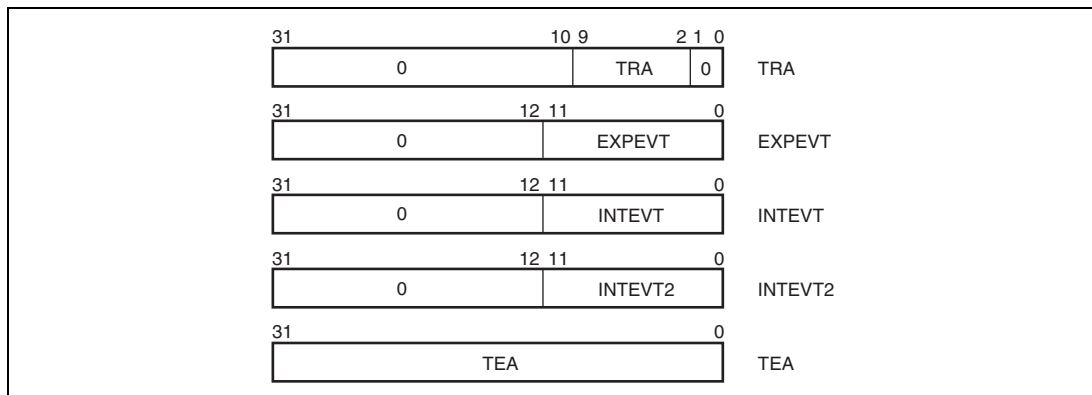 31 10 9 2 1 0
0 TRA 0 TRA
31 12 11 0
0 EXPEVT EXPEVT
31 12 11 0
0 INTEVT INTEVT
31 12 11 0
0 INTEVT2 INTEVT2
31 0
TEA TEA